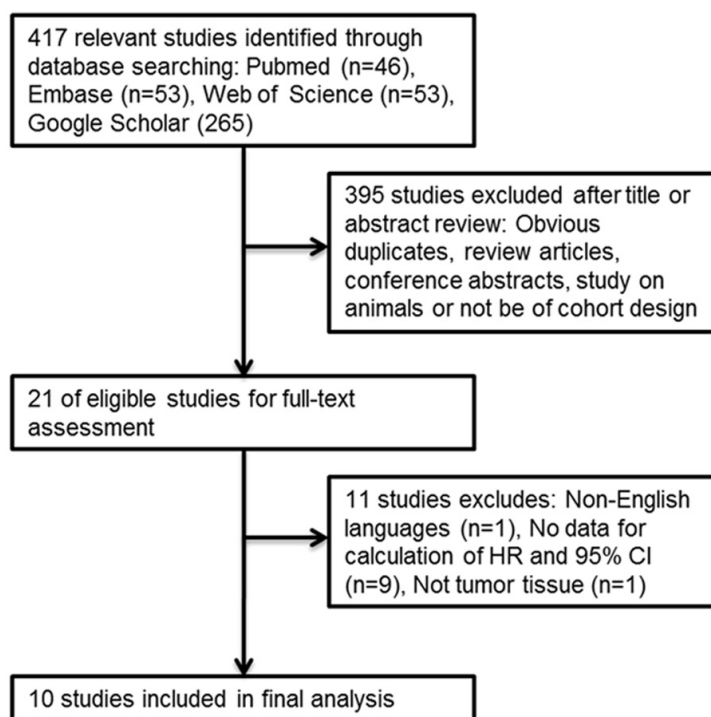 417 relevant studies identified through
database searching: Pubmed (n=46),
Embase (n=53), Web of Science (n=53),
Google Scholar (265)
395 studies excluded after title or
abstract review: Obvious
duplicates, review articles,
conference abstracts, study on
animals or not be of cohort design
21 of eligible studies for full-text
assessment
11 studies excludes: Non-English
languages (n=1), No data for
calculation of HR and 95% CI
(n=9), Not tumor tissue (n=1)
10 studies included in final analysis